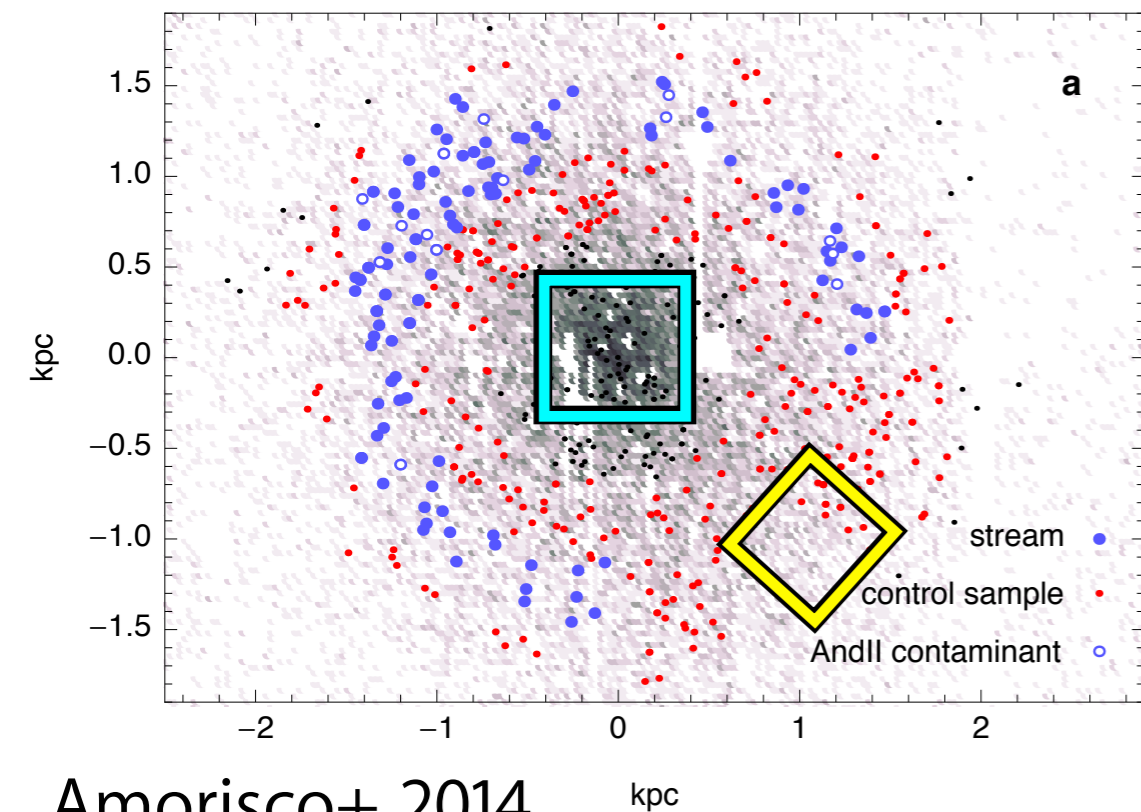 a
1.5
1.0
0.5
0.0
−0.5
−1.0
−1.5
kpc
stream
control sample
AndII contaminant
−2 −1 0 1 2
kpc
Amorisco+ 2014